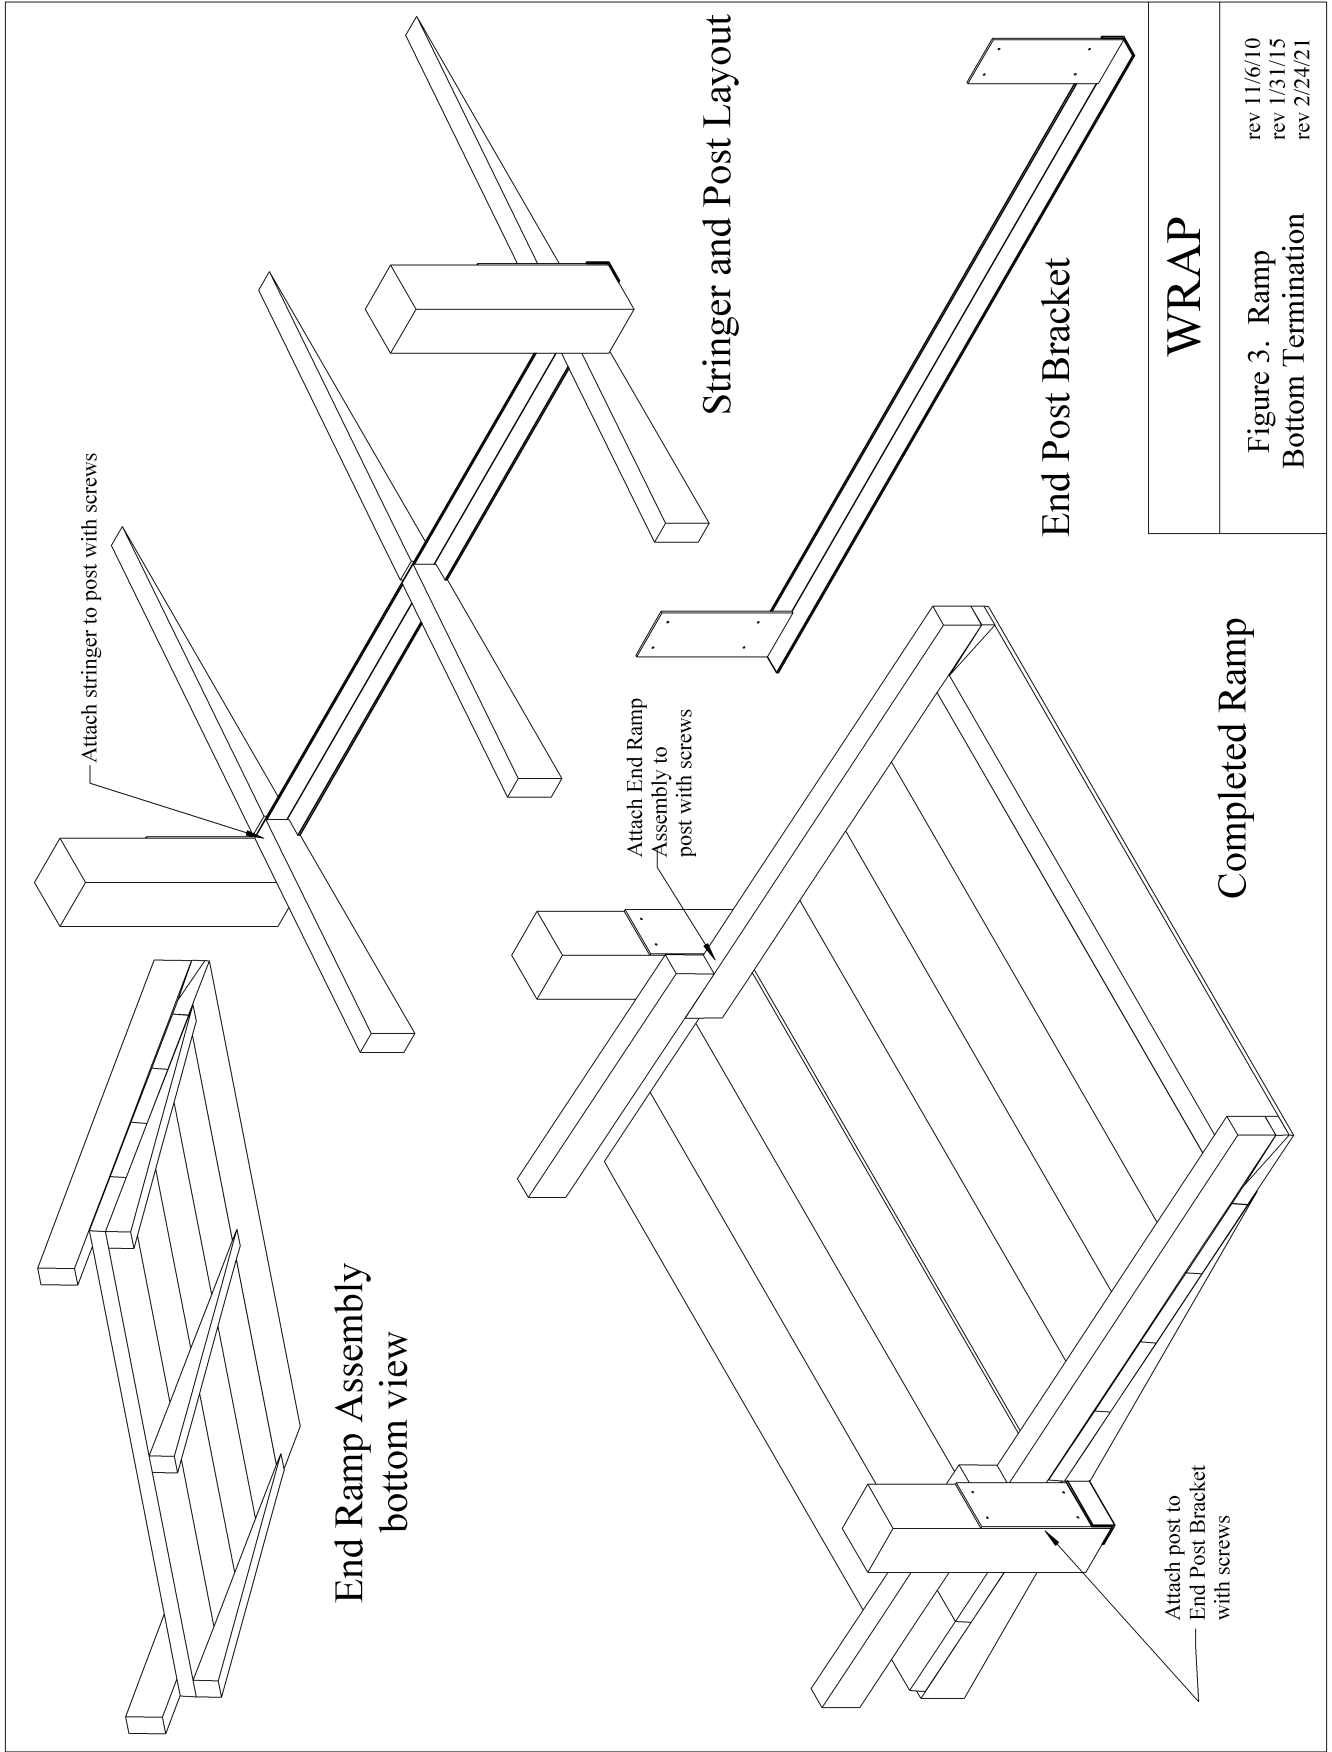 End Ramp Assembly
bottom view
Attach stringer to post with screws
Stringer and Post Layout
Attach End Ramp
Assembly to
post with screws
End Post Bracket
Attach post to
End Post Bracket
with screws
Completed Ramp
WRAP
Figure 3. Ramp
Bottom Termination
rev 11/6/10
rev 1/31/15
rev 2/24/21